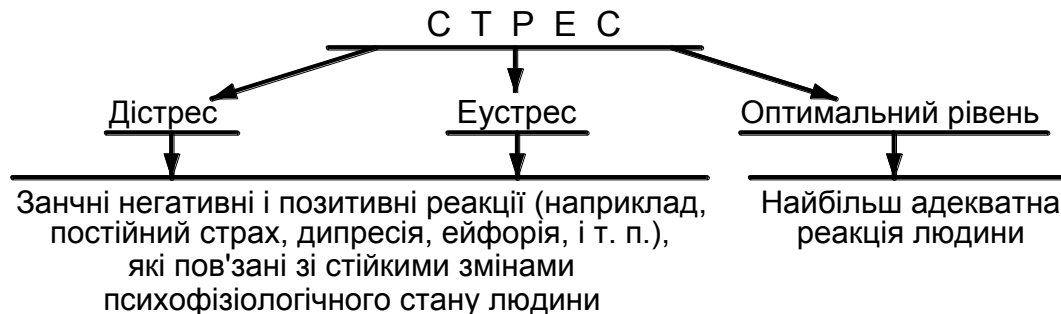 С Т Р Е С
Дістрес
Еустрес
Оптимальний рівень
Занчні негативні і позитивні реакції (наприклад,
постійний страх, дипресія, ейфорія, і т. п.),
які пов'язані зі стійкими змінами
психофізіологічного стану людини
Найбільш адекватна
реакція людини